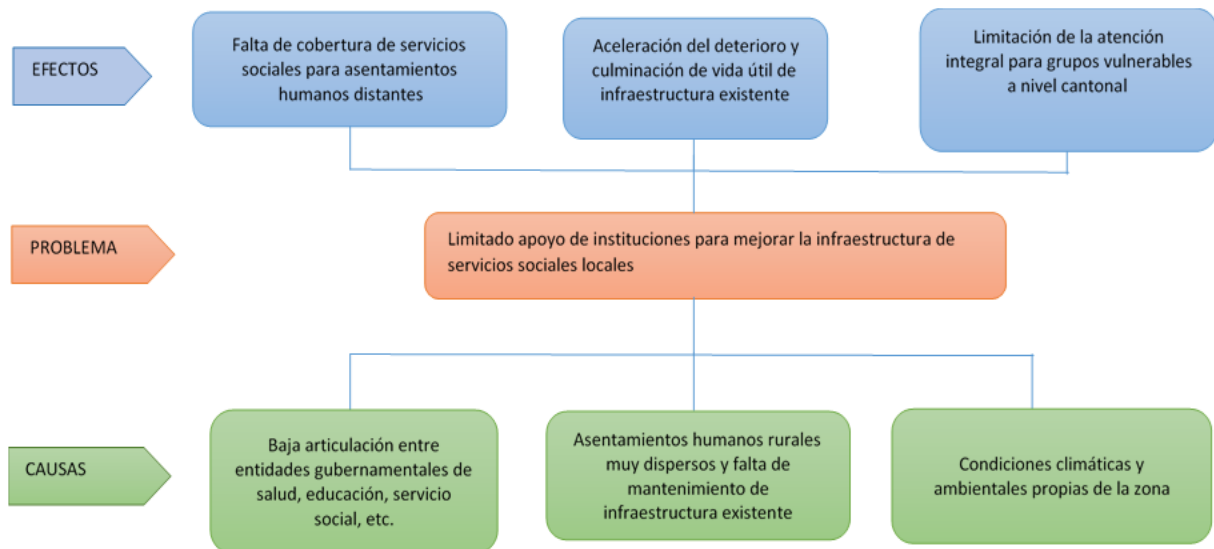 EFECTOS
Falta de cobertura de servicios
sociales para asentamientos
humanos distantes
Aceleración del deterioro y
culminación de vida útil de
infraestructura existente
Limitación de la atención
integral para grupos vulnerables
a nivel cantonal
PROBLEMA
Limitado apoyo de instituciones para mejorar la infraestructura de
servicios sociales locales
CAUSAS
Baja articulación entre
entidades gubernamentales de
salud, educación, servicio
social, etc.
Asentamientos humanos rurales
muy dispersos y falta de
mantenimiento de
infraestructura existente
Condiciones climáticas y
ambientales propias de la zona